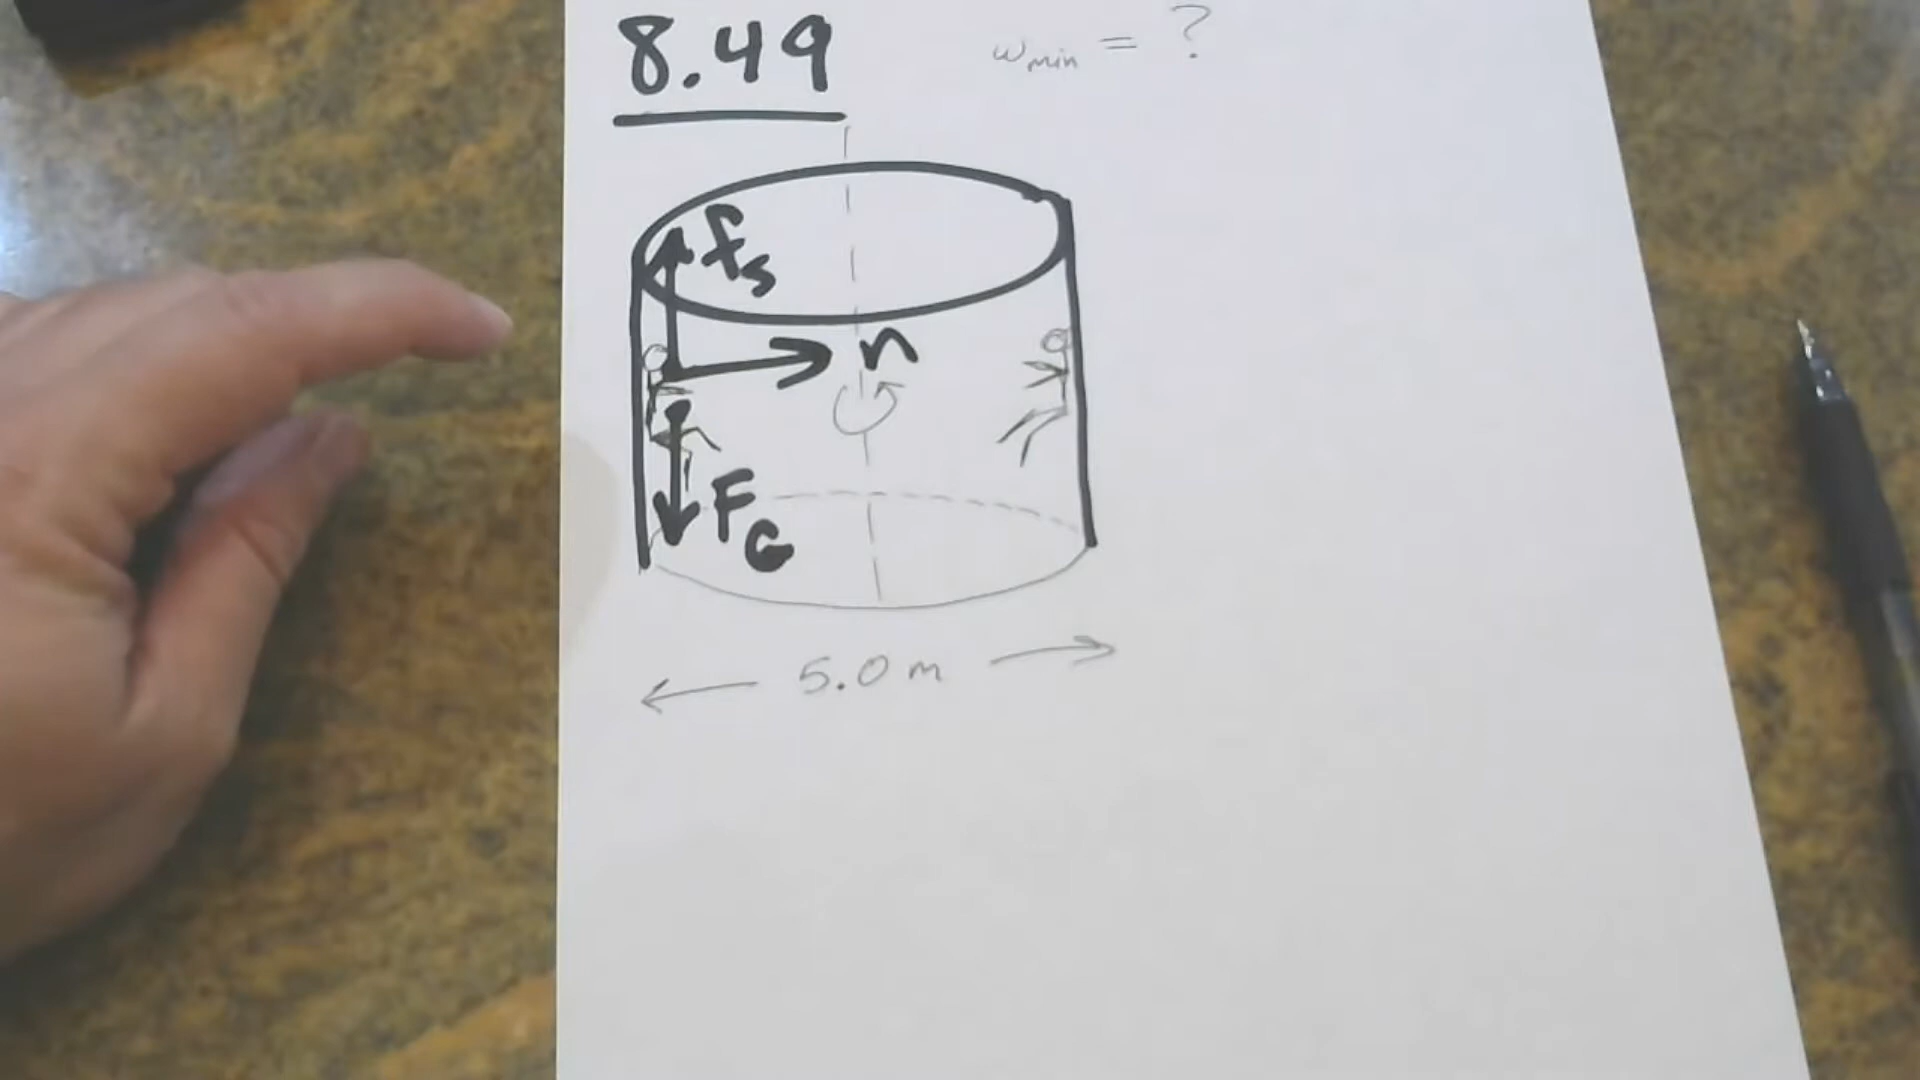 8.49
ωmin = ?
fs
n
FG
5.0 m